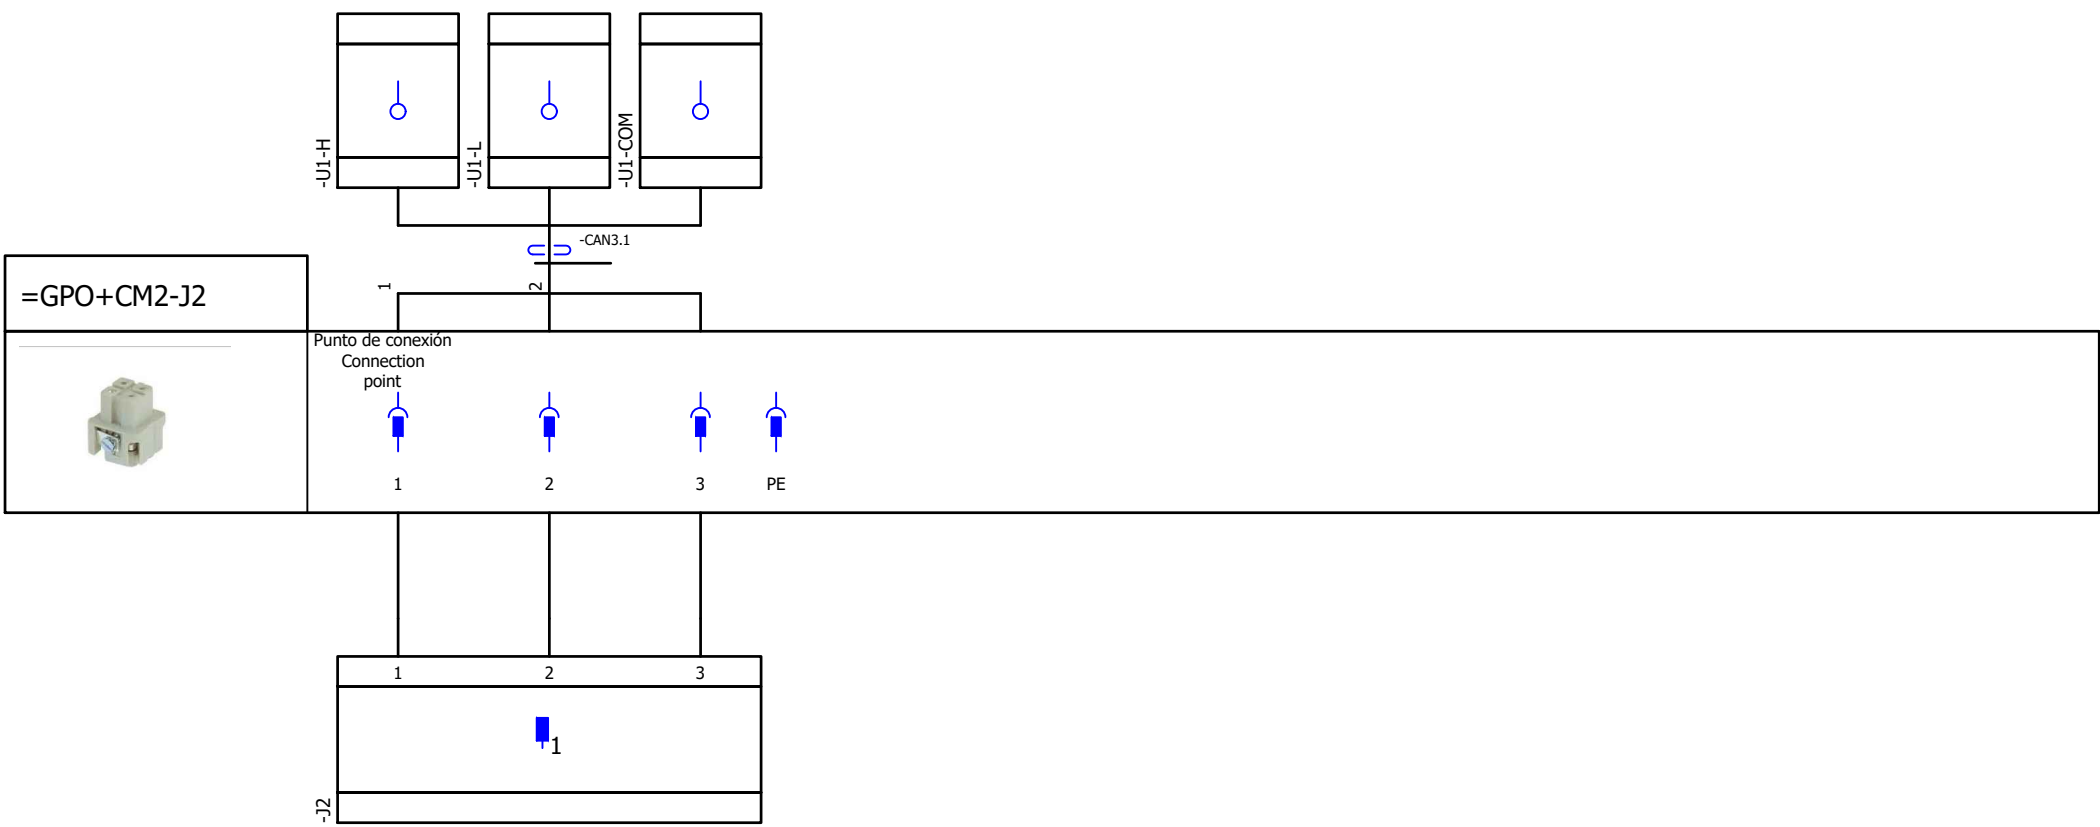 -U1-H
-U1-L
-U1-COM
-CAN3.1
=GPO+CM2-J2
1
2
Punto de conexión
Connection
point
1
2
3
PE
1
2
3
1
-J2